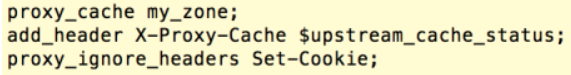 proxy_cache my_zone;
add_header X-Proxy-Cache $upstream_cache_status;
proxy_ignore_headers Set-Cookie;